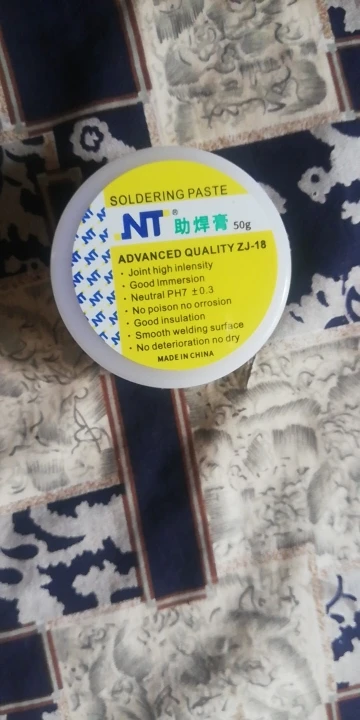 SOLDERING PASTE
NT® 助焊膏 50g
ADVANCED QUALITY ZJ-18
· Joint high inlensity
· Good Immersion
· Neutral PH7 ±0.3
· No poison no orrosion
· Good insulation
· Smooth welding surface
· No deterioration no dry
MADE IN CHINA